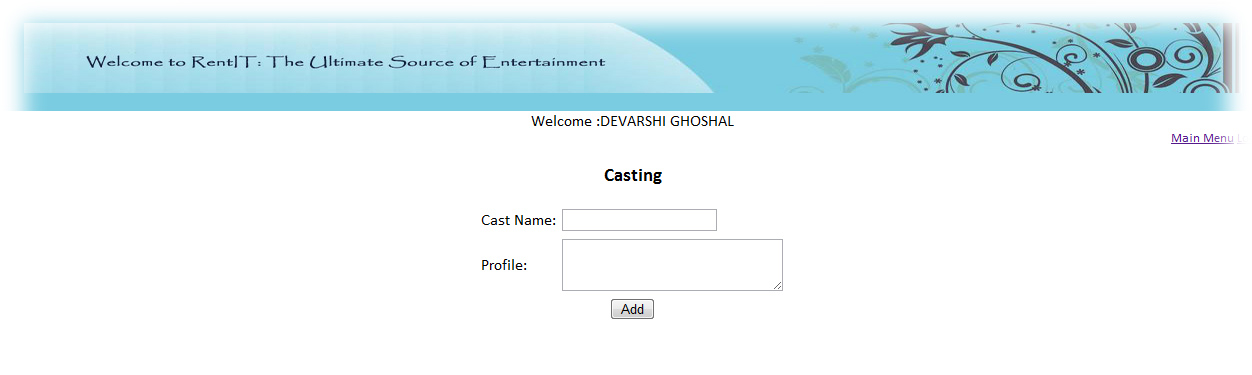 Welcome to RentIT: The Ultimate Source of Entertainment
Welcome :DEVARSHI GHOSHAL
Main Menu
Casting
Cast Name:
Profile:
Add